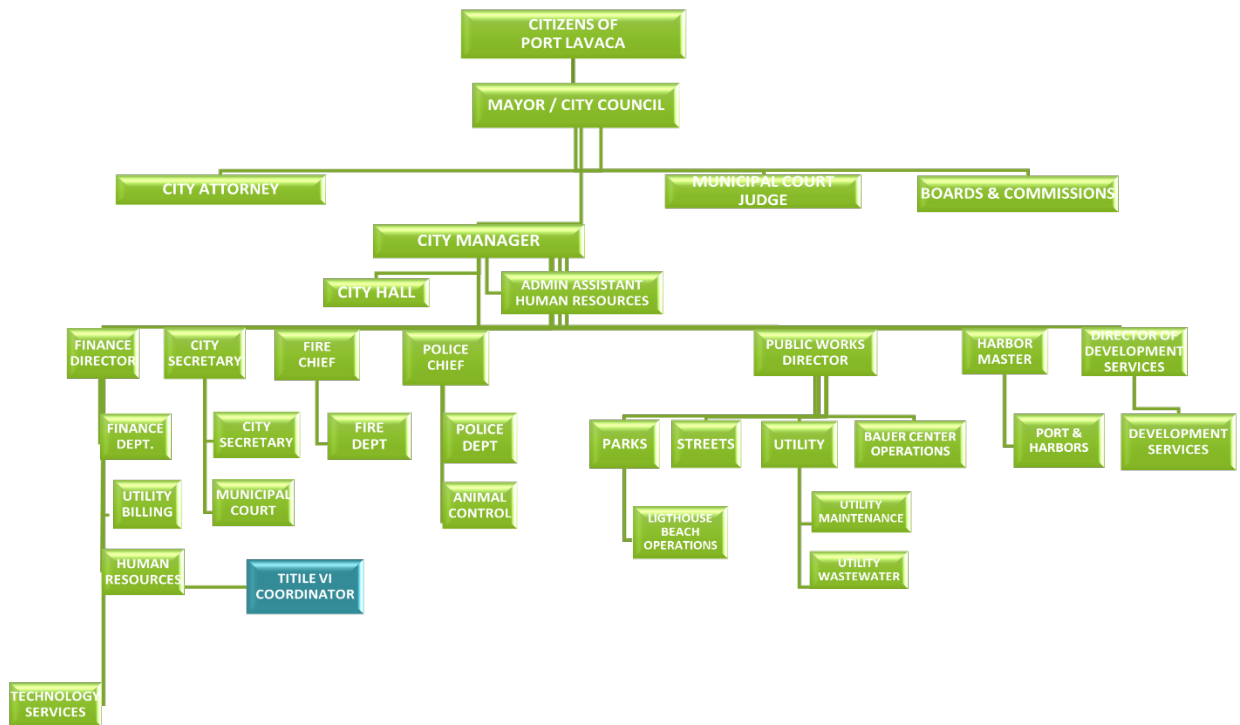 CITIZENS OF
PORT LAVACA
MAYOR / CITY COUNCIL
CITY ATTORNEY
MUNICIPAL COURT
JUDGE
BOARDS & COMMISSIONS
CITY MANAGER
CITY HALL
ADMIN ASSISTANT
HUMAN RESOURCES
FINANCE
DIRECTOR
CITY
SECRETARY
FIRE
CHIEF
POLICE
CHIEF
PUBLIC WORKS
DIRECTOR
HARBOR
MASTER
DIRECTOR OF
DEVELOPMENT
SERVICES
FINANCE
DEPT.
CITY
SECRETARY
FIRE
DEPT
POLICE
DEPT
PARKS
STREETS
UTILITY
BAUER CENTER
OPERATIONS
PORT &
HARBORS
DEVELOPMENT
SERVICES
UTILITY
BILLING
MUNICIPAL
COURT
ANIMAL
CONTROL
LIGTHOUSE
BEACH
OPERATIONS
UTILITY
MAINTENANCE
HUMAN
RESOURCES
TITILE VI
COORDINATOR
UTILITY
WASTEWATER
TECHNOLOGY
SERVICES